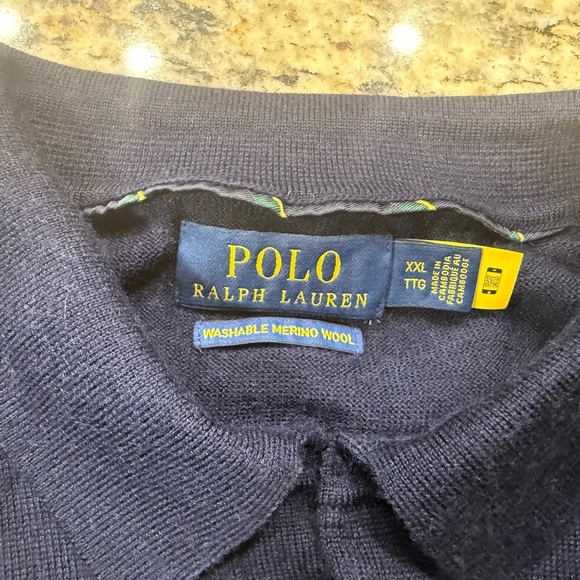 POLO
RALPH LAUREN
WASHABLE MERINO WOOL
XXL
TTG
MADE IN
CAMBODIA
FABRIQUÉ AU
CAMBODGE